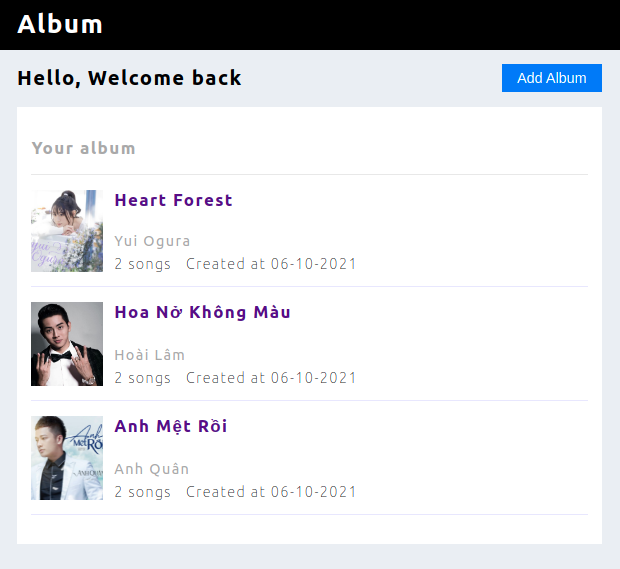 Album
Hello, Welcome back
Add Album
Your album
Heart Forest
Yui Ogura
2 songs Created at 06-10-2021
Hoa Nở Không Màu
Hoài Lâm
2 songs Created at 06-10-2021
Anh Mệt Rồi
Anh Quân
2 songs Created at 06-10-2021